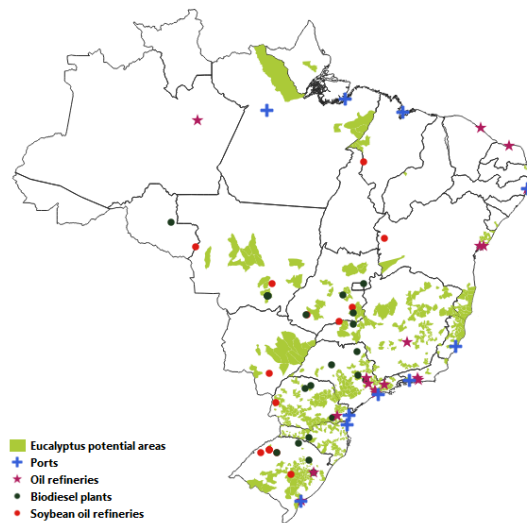 Eucalyptus potential areas
Ports
Oil refineries
Biodiesel plants
Soybean oil refineries